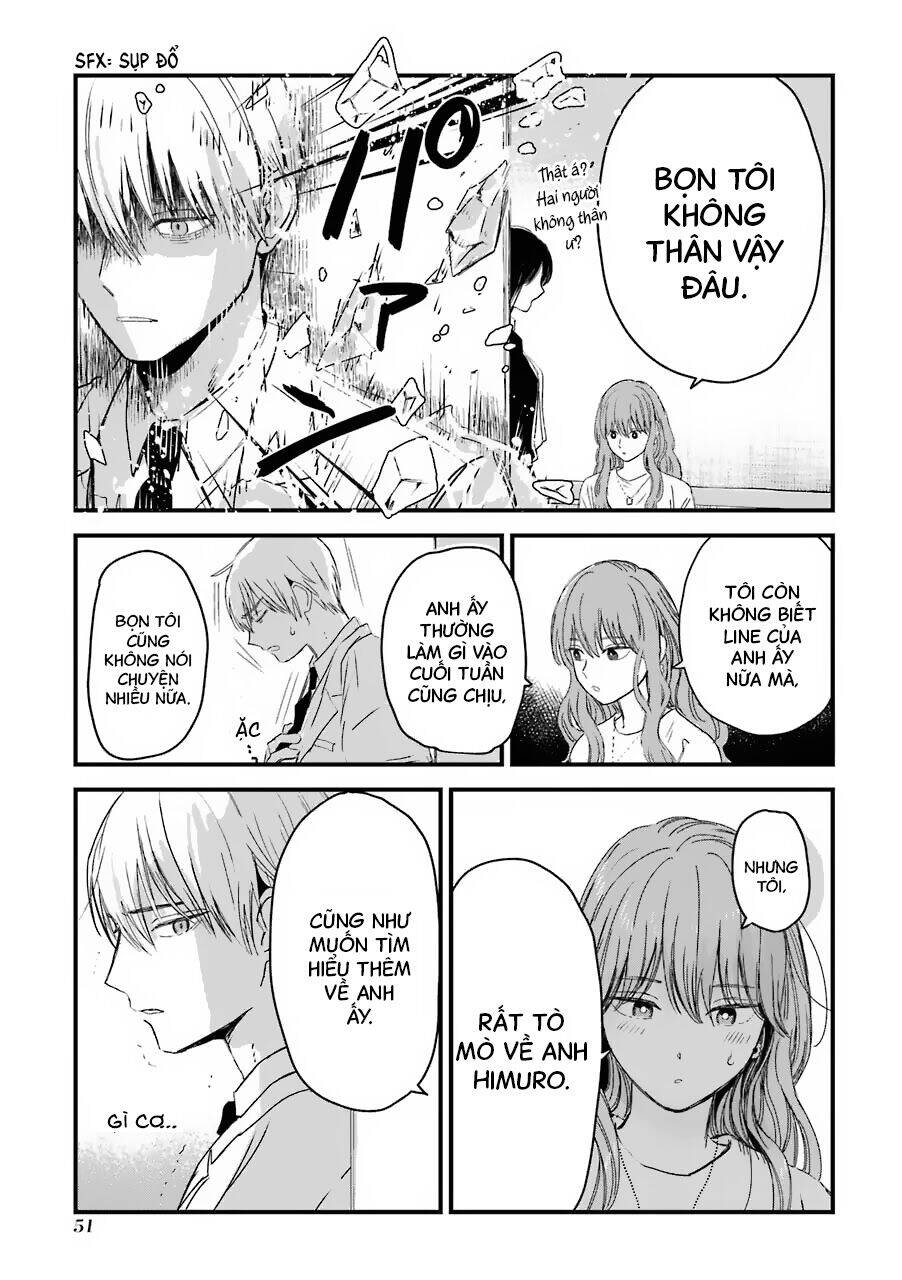 SFX: SỤP ĐỔ
BỌN TÔI
KHÔNG
THÂN VẬY
ĐÂU.
Thật á?
Hai người
không thân
ư?
パ
ァ
ン
TÔI CÒN
KHÔNG BIẾT
LINE CỦA
ANH ẤY
NỮA MÀ,
ANH ẤY
THƯỜNG
LÀM GÌ VÀO
CUỐI TUẦN
CŨNG CHỊU,
ẶC
BỌN TÔI
CŨNG
KHÔNG NÓI
CHUYỆN
NHIỀU NỮA.
NHƯNG
TÔI,
RẤT TÒ
MÒ VỀ ANH
HIMURO.
CŨNG NHƯ
MUỐN TÌM
HIỂU THÊM
VỀ ANH
ẤY.
GÌ CƠ..
51